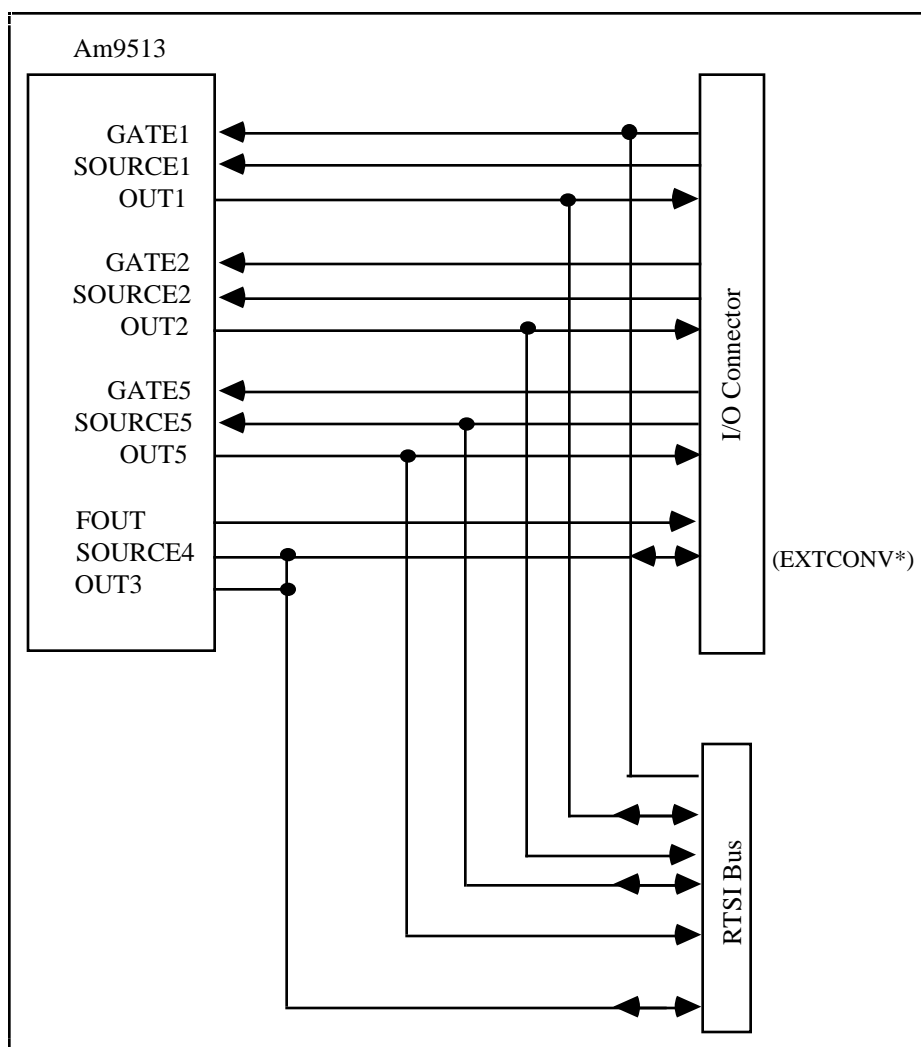 Am9513
GATE1
SOURCE1
OUT1
GATE2
SOURCE2
OUT2
GATE5
SOURCE5
OUT5
FOUT
SOURCE4
OUT3
I/O Connector
(EXTCONV*)
RTSI Bus